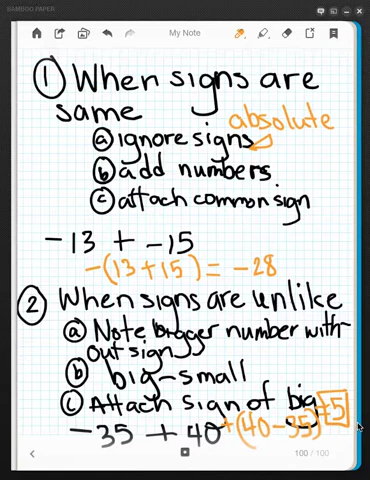 BAMBOO PAPER
My Note
① When signs are
same
absolute
ⓐ ignore signs
ⓑ add numbers
ⓒ attach common sign
-13 + -15
-(13+15) = -28
② When signs are unlike
ⓐ Note bigger number with
out sign
ⓑ big-small
ⓒ Attach sign of big
-35 + 40 +(40-35) +5
100 / 100